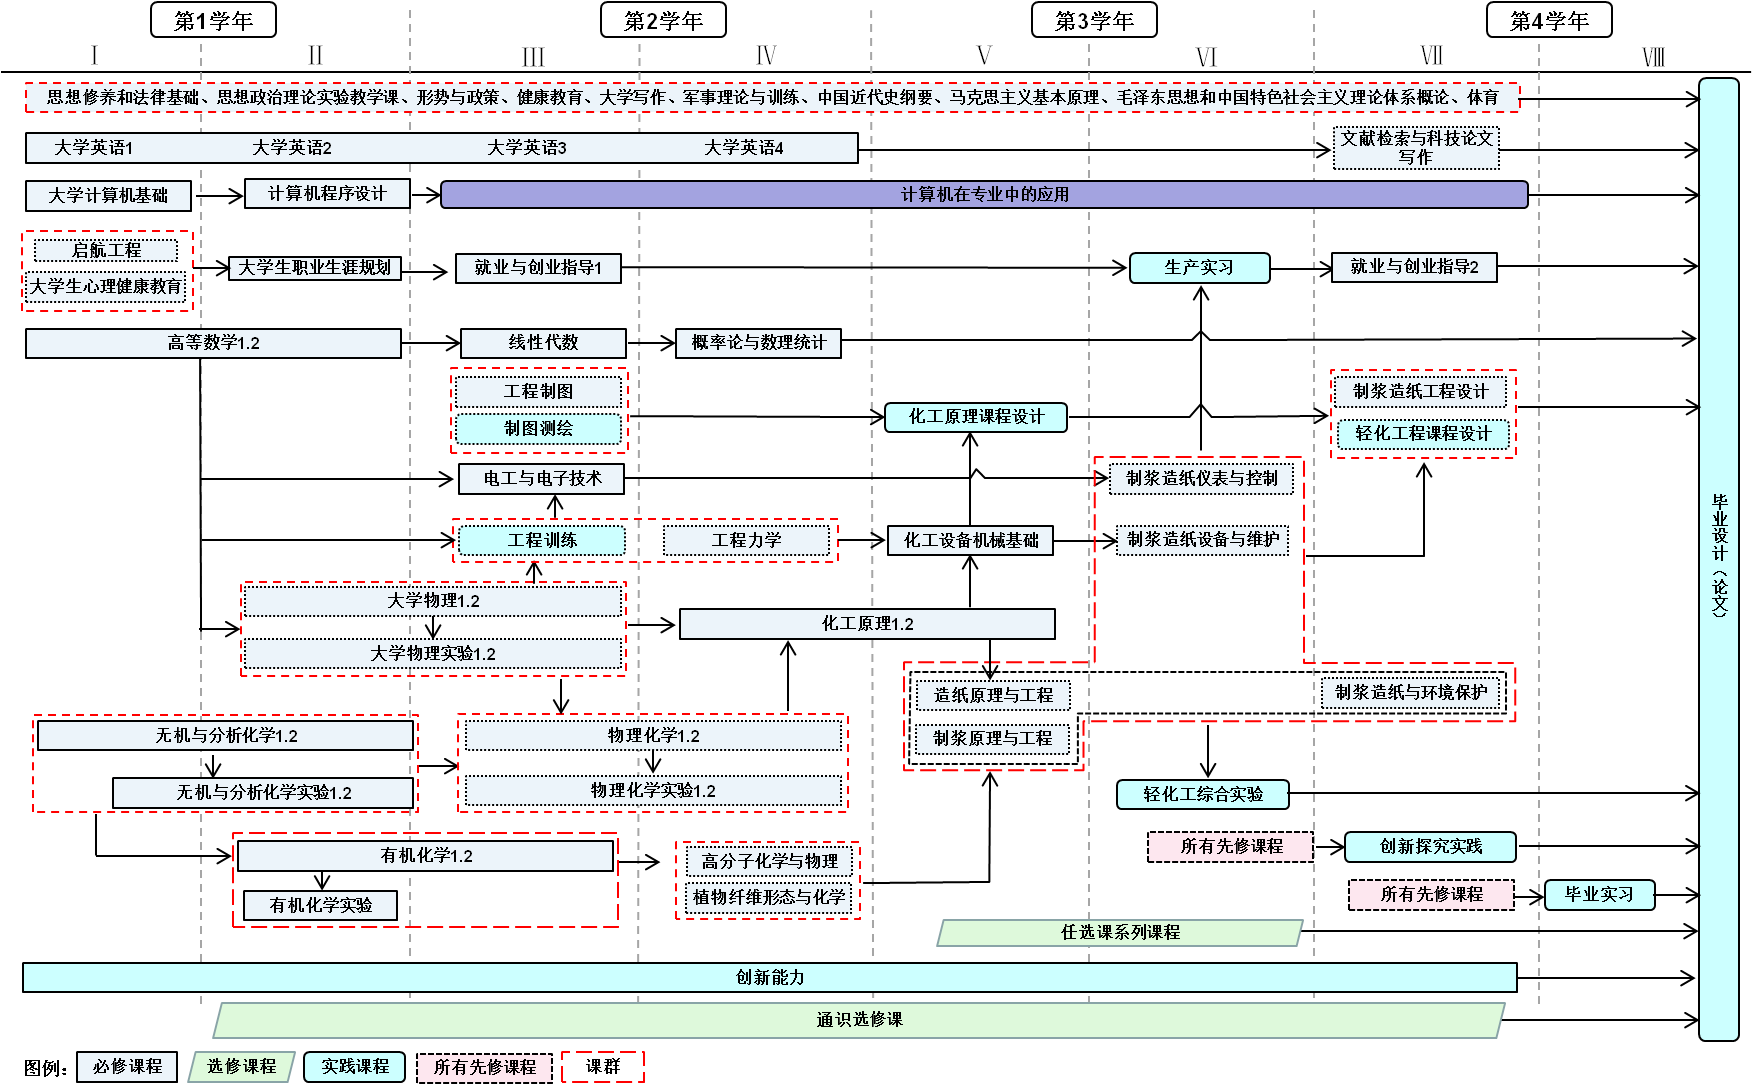 第1学年
第2学年
第3学年
第4学年
I
II
III
IV
V
VI
VII
VIII
思想修养和法律基础、思想政治理论实验教学课、形势与政策、健康教育、大学写作、军事理论与训练、中国近代史纲要、马克思主义基本原理、毛泽东思想和中国特色社会主义理论体系概论、体育
大学英语1
大学英语2
大学英语3
大学英语4
文献检索与科技论文
写作
大学计算机基础
计算机程序设计
计算机在专业中的应用
启航工程
大学生心理健康教育
大学生职业生涯规划
就业与创业指导1
生产实习
就业与创业指导2
高等数学1.2
线性代数
概率论与数理统计
工程制图
制图测绘
化工原理课程设计
制浆造纸工程设计
轻化工程课程设计
电工与电子技术
制浆造纸仪表与控制
工程训练
工程力学
化工设备机械基础
制浆造纸设备与维护
大学物理1.2
大学物理实验1.2
化工原理1.2
造纸原理与工程
制浆造纸与环境保护
制浆原理与工程
无机与分析化学1.2
无机与分析化学实验1.2
物理化学1.2
物理化学实验1.2
轻化工综合实验
有机化学1.2
有机化学实验
高分子化学与物理
植物纤维形态与化学
所有先修课程
创新探究实践
所有先修课程
毕业实习
任选课系列课程
创新能力
通识选修课
毕业设计（论文）
图例：
必修课程
选修课程
实践课程
所有先修课程
课群